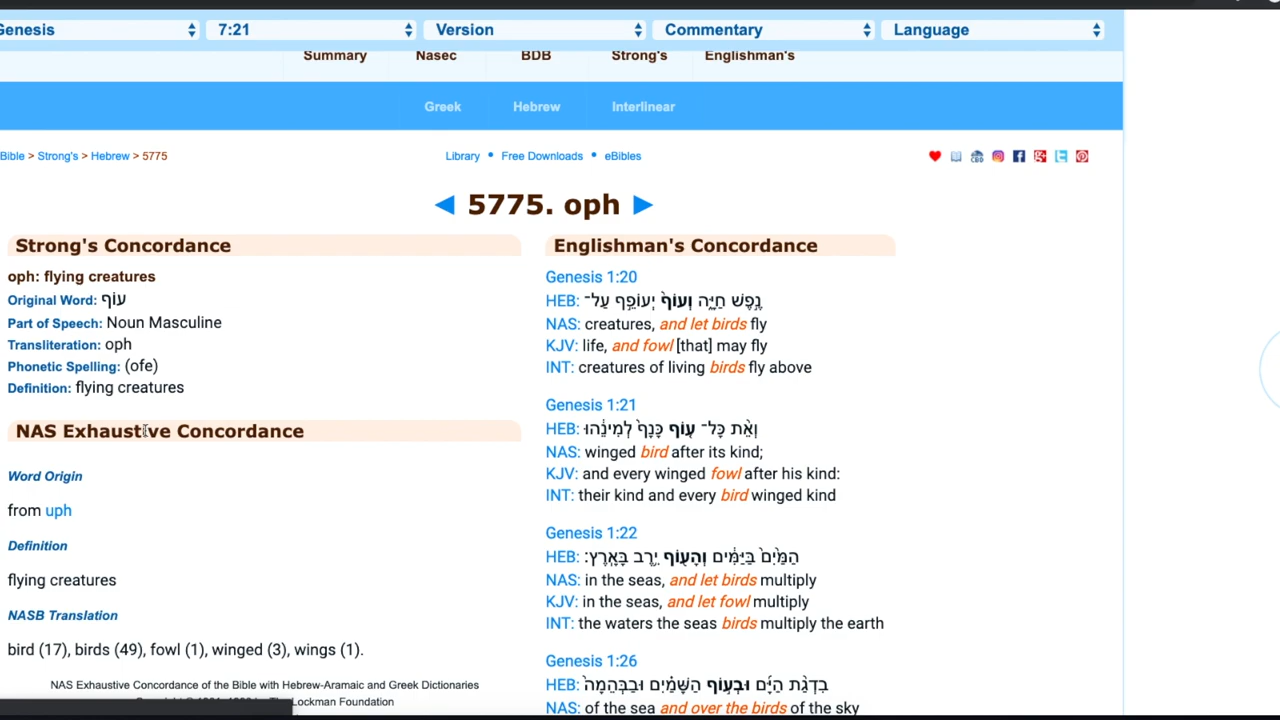 Genesis 7:21 Version Commentary Language
Summary Nasec BDB Strong's Englishman's
Greek Hebrew Interlinear
Bible > Strong's > Hebrew > 5775
Library • Free Downloads • eBibles
◄ 5775. oph ►
Strong's Concordance
oph: flying creatures
Original Word: עוֹף
Part of Speech: Noun Masculine
Transliteration: oph
Phonetic Spelling: (ofe)
Definition: flying creatures
NAS Exhaustive Concordance
Word Origin
from uph
Definition
flying creatures
NASB Translation
bird (17), birds (49), fowl (1), winged (3), wings (1).
NAS Exhaustive Concordance of the Bible with Hebrew-Aramaic and Greek Dictionaries
Lockman Foundation
Englishman's Concordance
Genesis 1:20
HEB: נֶ֣פֶשׁ חַיָּ֑ה וְעוֹף֙ יְעוֹפֵ֣ף עַל־
NAS: creatures, and let birds fly
KJV: life, and fowl [that] may fly
INT: creatures of living birds fly above
Genesis 1:21
HEB: וְאֵ֨ת כָּל־ ע֤וֹף כָּנָף֙ לְמִינֵ֔הוּ
NAS: winged bird after its kind;
KJV: and every winged fowl after his kind:
INT: their kind and every bird winged kind
Genesis 1:22
HEB: הַמַּ֙יִם֙ בַּיַּמִּ֔ים וְהָע֖וֹף יִ֥רֶב בָּאָֽרֶץ׃
NAS: in the seas, and let birds multiply
KJV: in the seas, and let fowl multiply
INT: the waters the seas birds multiply the earth
Genesis 1:26
HEB: בִדְגַ֨ת הַיָּ֜ם וּבְע֣וֹף הַשָּׁמַ֗יִם וּבַבְּהֵמָה֙
NAS: of the sea and over the birds of the sky